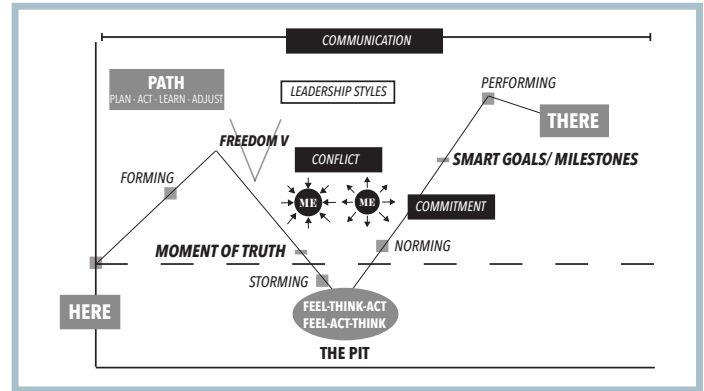 COMMUNICATION
PATH
PLAN · ACT · LEARN · ADJUST
LEADERSHIP STYLES
PERFORMING
THERE
FREEDOM V
CONFLICT
SMART GOALS/ MILESTONES
FORMING
ME
ME
COMMITMENT
MOMENT OF TRUTH
NORMING
STORMING
HERE
FEEL-THINK-ACT
FEEL-ACT-THINK
THE PIT